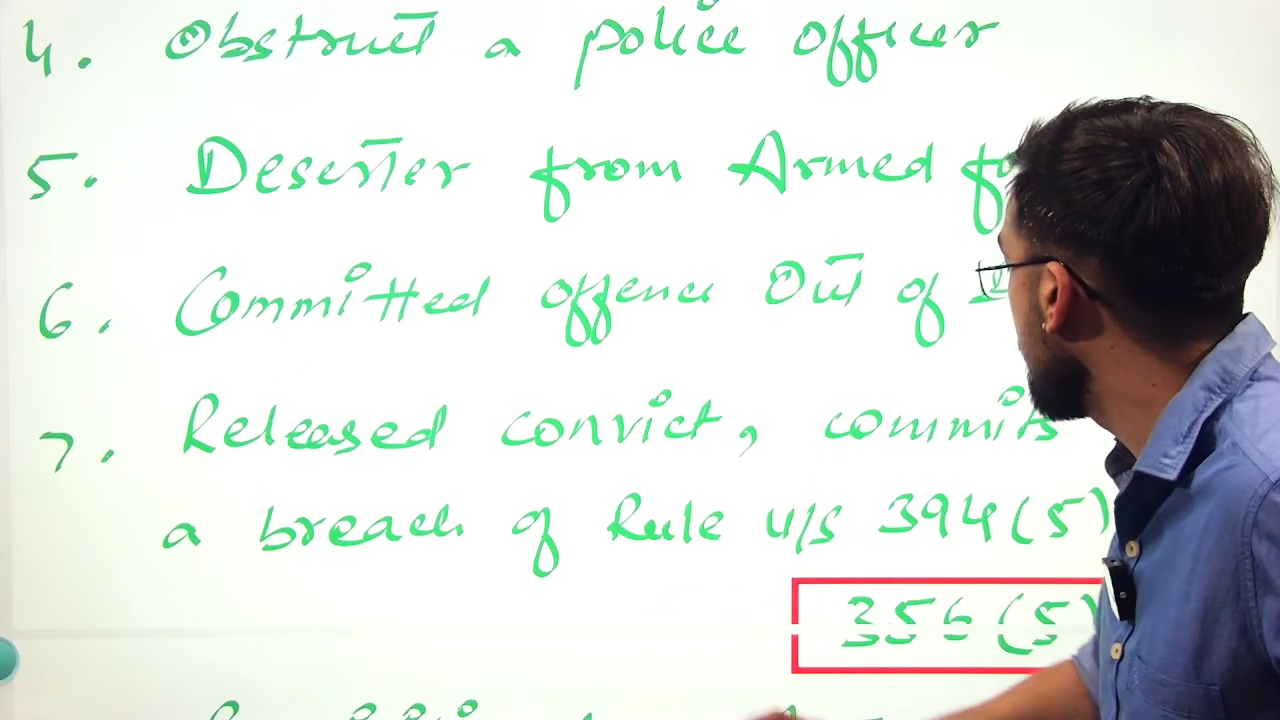 4. Obstruct a police officer
5. Deserter from Armed fo
6. Committed offence Out of I
7. Released convict, commits
a breach of Rule u/s 394(5)
356(5)